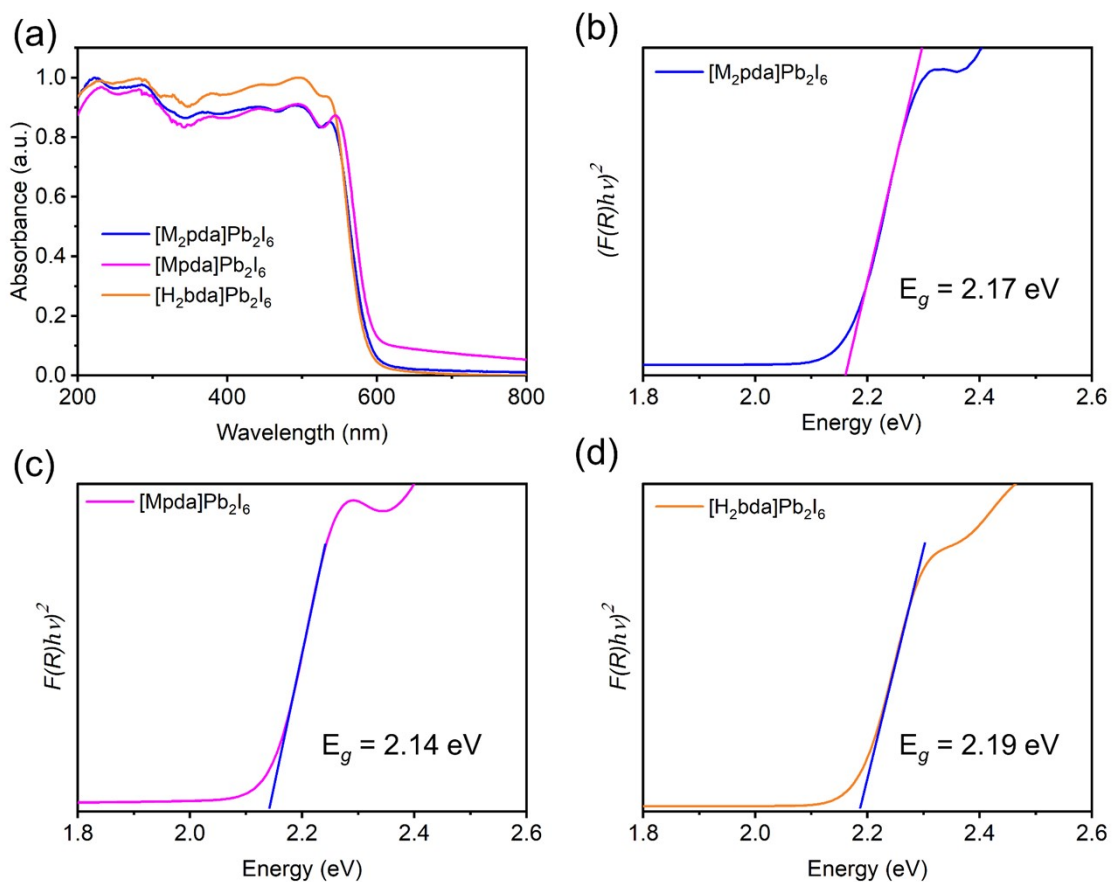 (a)
Absorbance (a.u.)
1.0
0.8
0.6
0.4
0.2
0.0
[M₂pda]Pb₂I₆
[Mpda]Pb₂I₆
[H₂bda]Pb₂I₆
200 400 600 800
Wavelength (nm)
(b)
(F(R)hν)²
[M₂pda]Pb₂I₆
E𝑔 = 2.17 eV
1.8 2.0 2.2 2.4 2.6
Energy (eV)
(c)
F(R)hν)²
[Mpda]Pb₂I₆
E𝑔 = 2.14 eV
1.8 2.0 2.2 2.4 2.6
Energy (eV)
(d)
F(R)hν)²
[H₂bda]Pb₂I₆
E𝑔 = 2.19 eV
1.8 2.0 2.2 2.4 2.6
Energy (eV)